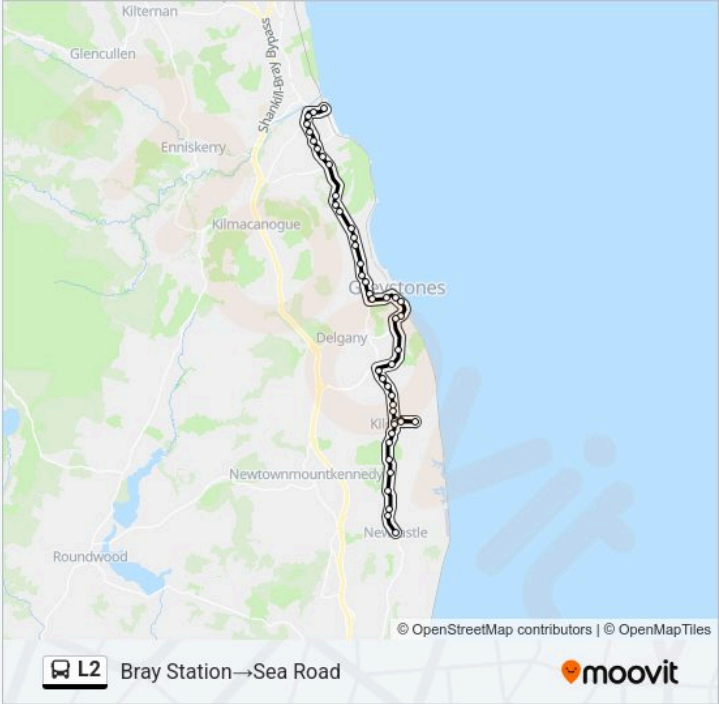 Kilternan
Glencullen
Shankill-Bray Bypass
Enniskerry
Kilmacanogue
Greystones
Delgany
Newtownmountkennedy
Newcastle
Roundwood
© OpenStreetMap contributors | © OpenMapTiles
L2 Bray Station→Sea Road
moovit